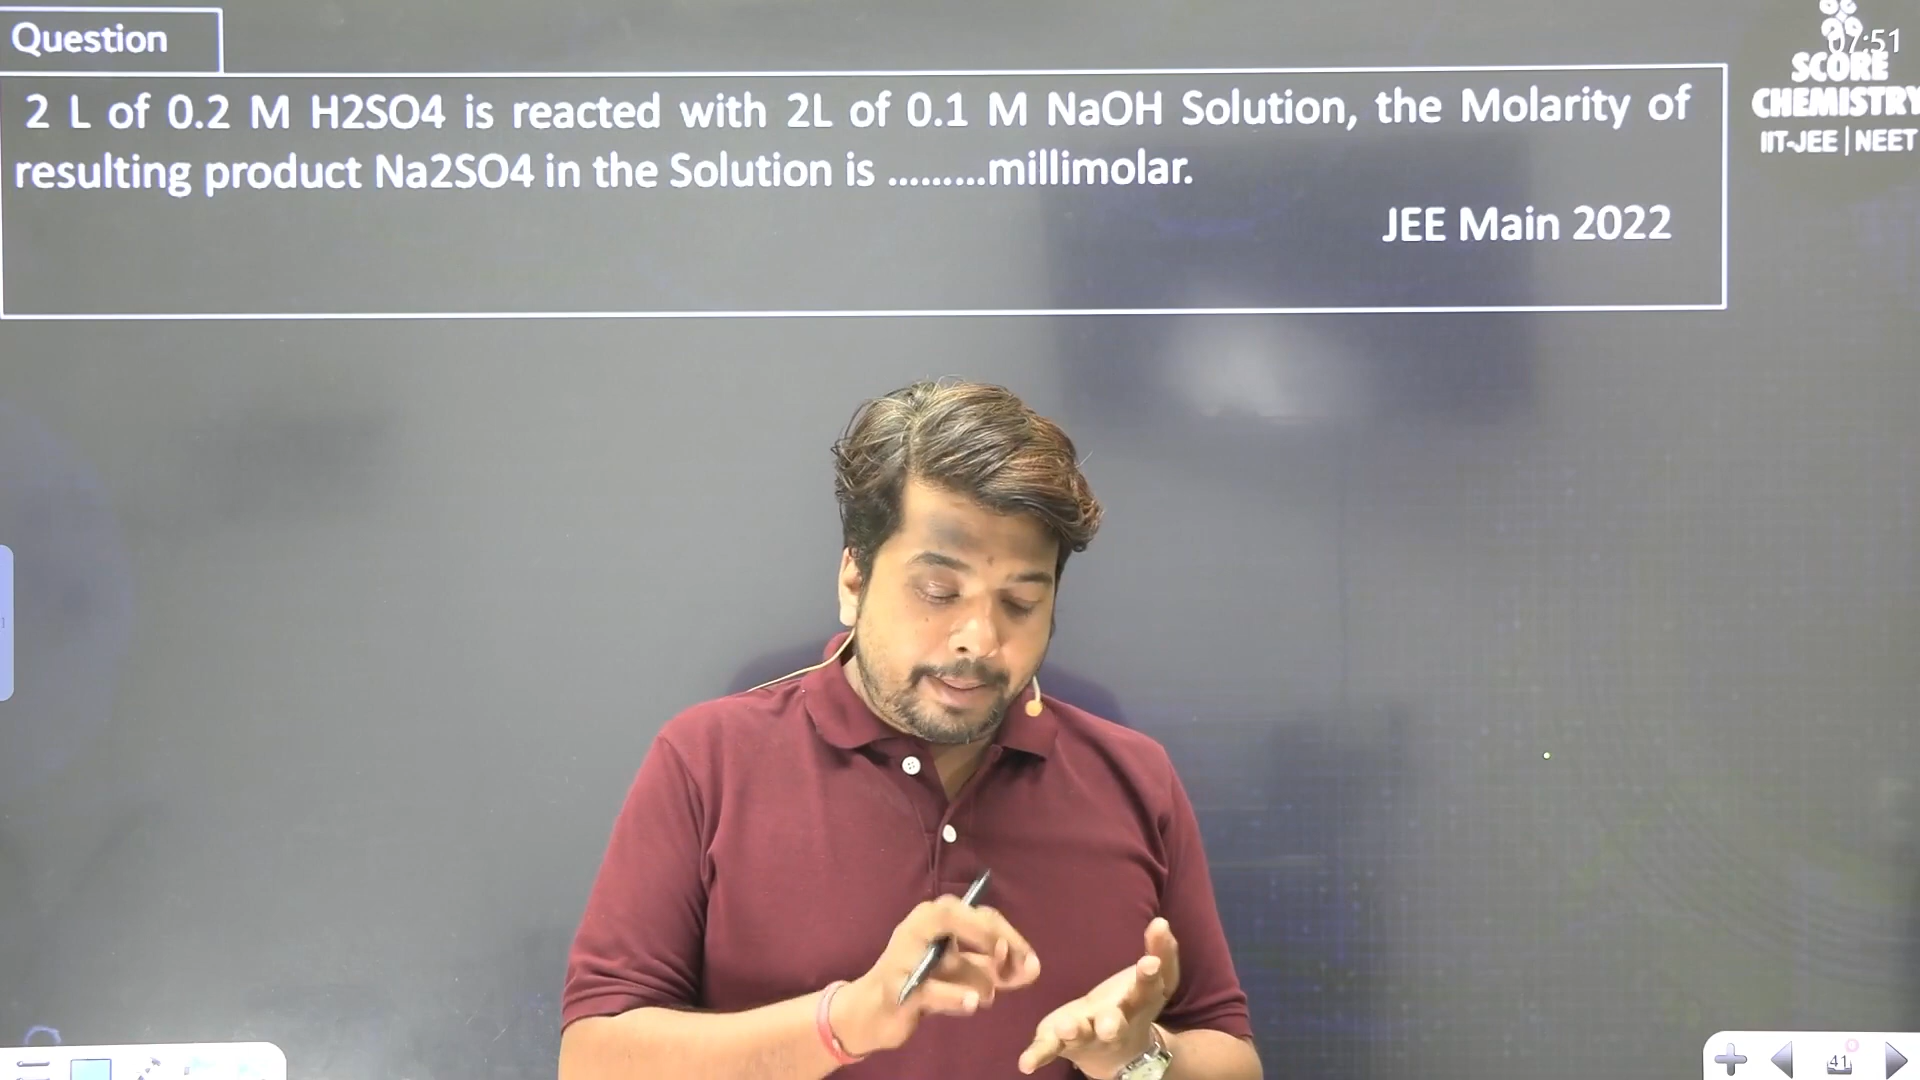 Question
07:51
SCORE
CHEMISTRY
IIT-JEE | NEET
2 L of 0.2 M H2SO4 is reacted with 2L of 0.1 M NaOH Solution, the Molarity of
resulting product Na2SO4 in the Solution is .........millimolar.
JEE Main 2022
41